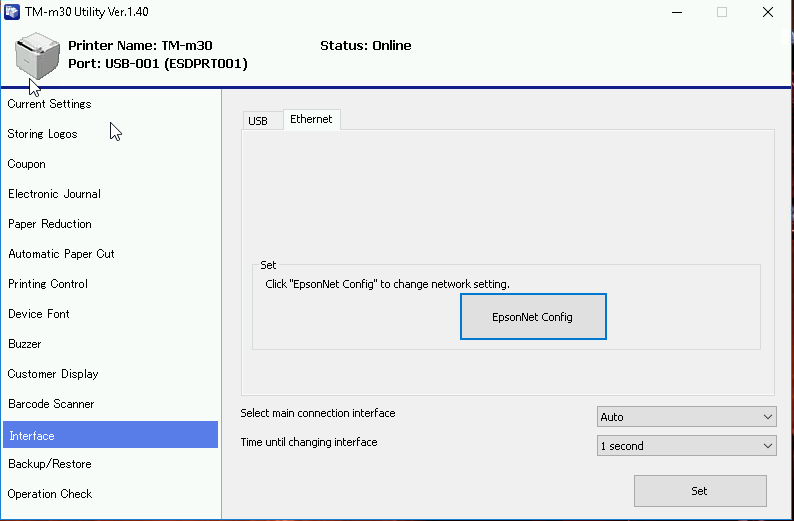 TM-m30 Utility Ver.1.40
Printer Name: TM-m30
Status: Online
Port: USB-001 (ESDPRT001)
Current Settings
Storing Logos
Coupon
Electronic Journal
Paper Reduction
Automatic Paper Cut
Printing Control
Device Font
Buzzer
Customer Display
Barcode Scanner
Interface
Backup/Restore
Operation Check
USB
Ethernet
Set
Click "EpsonNet Config" to change network setting.
EpsonNet Config
Select main connection interface
Auto
Time until changing interface
1 second
Set